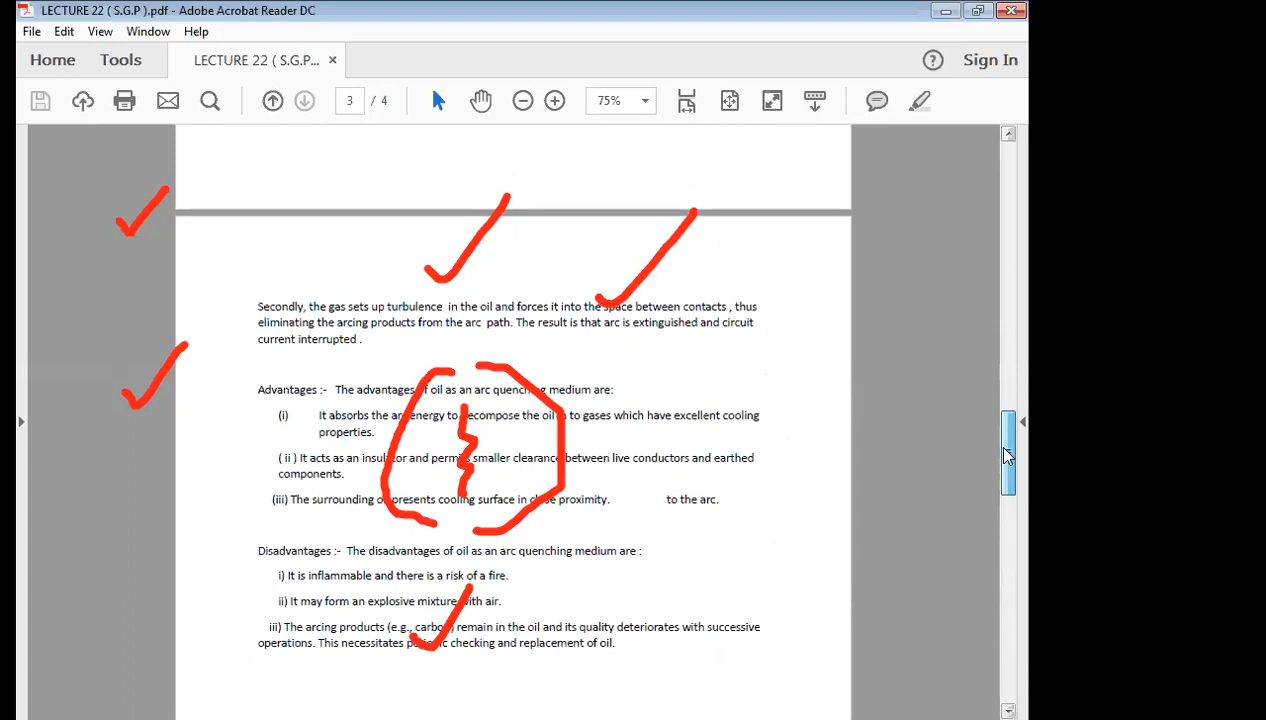 LECTURE 22 ( S.G.P ).pdf - Adobe Acrobat Reader DC
File Edit View Window Help
Home Tools LECTURE 22 ( S.G.P... × Sign In
3 / 4 75%
Secondly, the gas sets up turbulence in the oil and forces it into the space between contacts , thus
eliminating the arcing products from the arc path. The result is that arc is extinguished and circuit
current interrupted .
Advantages :- The advantages of oil as an arc quenching medium are:
(i) It absorbs the arc energy to decompose the oil in to gases which have excellent cooling
properties.
( ii ) It acts as an insulator and permits smaller clearance between live conductors and earthed
components.
(iii) The surrounding oil presents cooling surface in close proximity. to the arc.
Disadvantages :- The disadvantages of oil as an arc quenching medium are :
i) It is inflammable and there is a risk of a fire.
ii) It may form an explosive mixture with air.
iii) The arcing products (e.g., carbon) remain in the oil and its quality deteriorates with successive
operations. This necessitates periodic checking and replacement of oil.